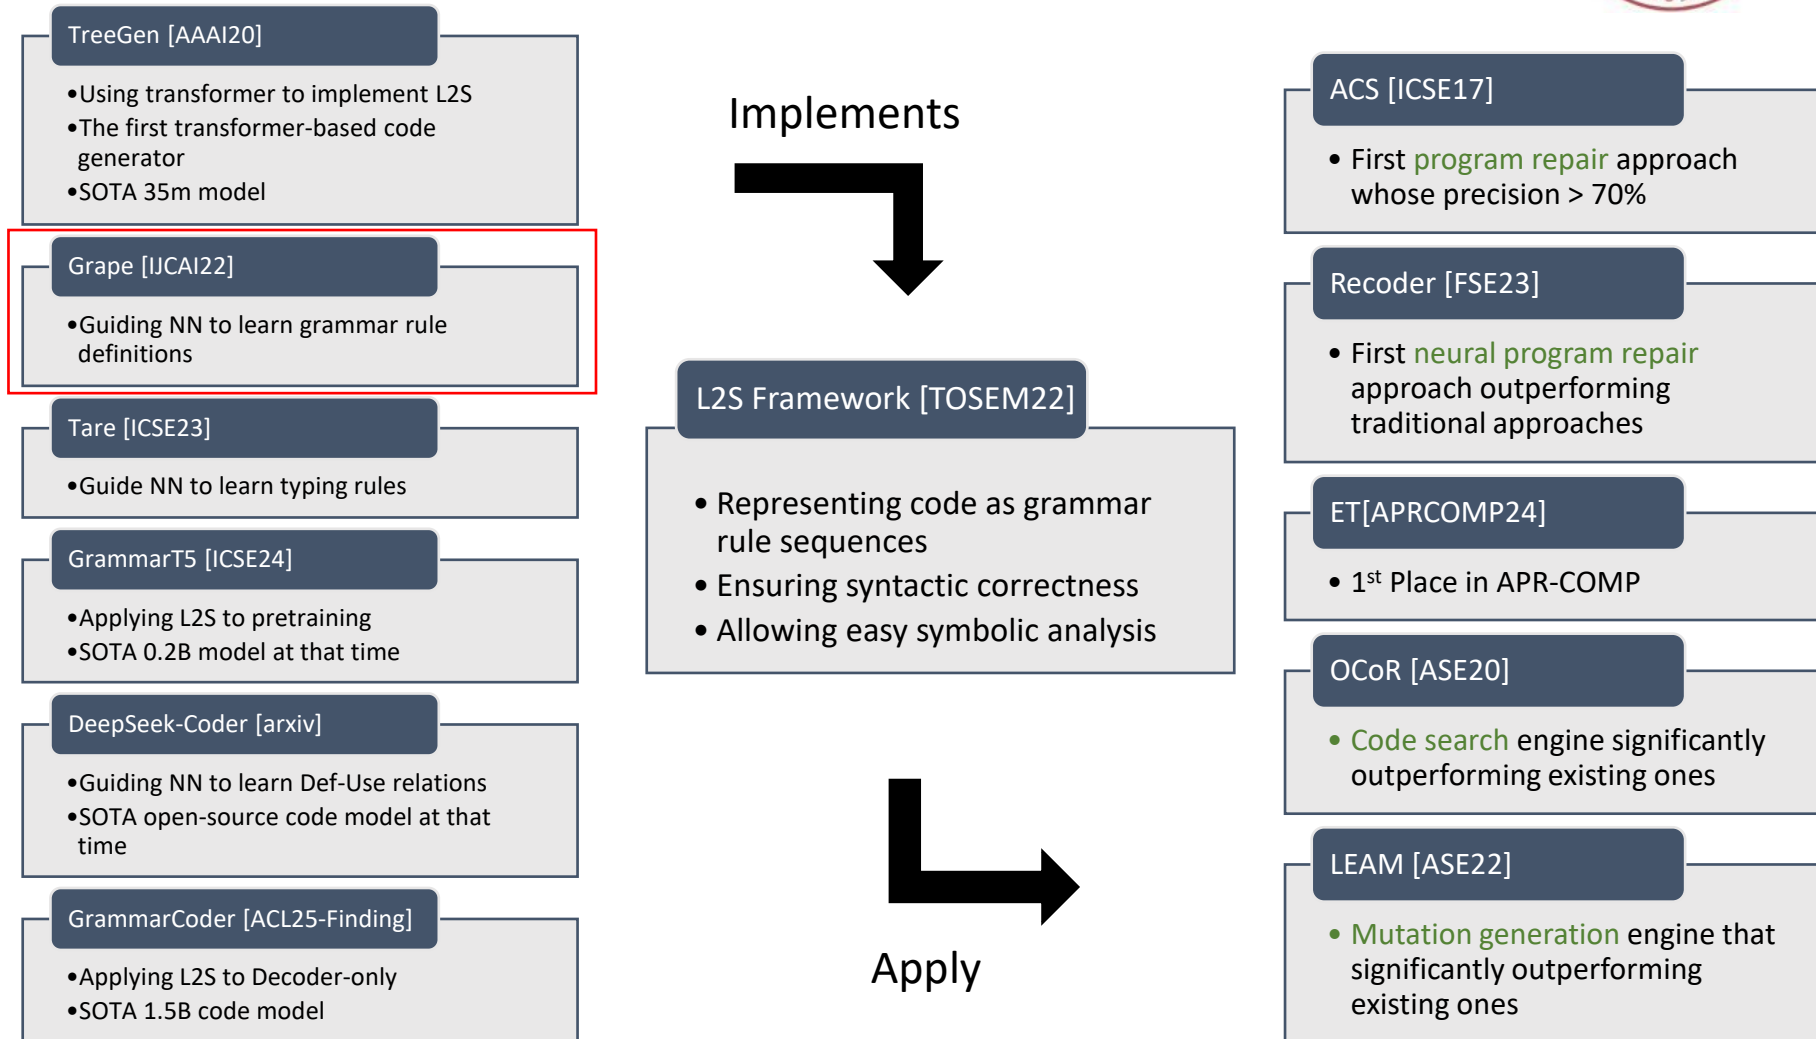 TreeGen [AAAI20]
•Using transformer to implement L2S
•The first transformer-based code
generator
•SOTA 35m model
Grape [IJCAI22]
•Guiding NN to learn grammar rule
definitions
Tare [ICSE23]
•Guide NN to learn typing rules
GrammarT5 [ICSE24]
•Applying L2S to pretraining
•SOTA 0.2B model at that time
DeepSeek-Coder [arxiv]
•Guiding NN to learn Def-Use relations
•SOTA open-source code model at that
time
GrammarCoder [ACL25-Finding]
•Applying L2S to Decoder-only
•SOTA 1.5B code model
Implements
L2S Framework [TOSEM22]
• Representing code as grammar
rule sequences
• Ensuring syntactic correctness
• Allowing easy symbolic analysis
Apply
ACS [ICSE17]
• First program repair approach
whose precision > 70%
Recoder [FSE23]
• First neural program repair
approach outperforming
traditional approaches
ET[APRCOMP24]
• 1st Place in APR-COMP
OCoR [ASE20]
• Code search engine significantly
outperforming existing ones
LEAM [ASE22]
• Mutation generation engine that
significantly outperforming
existing ones